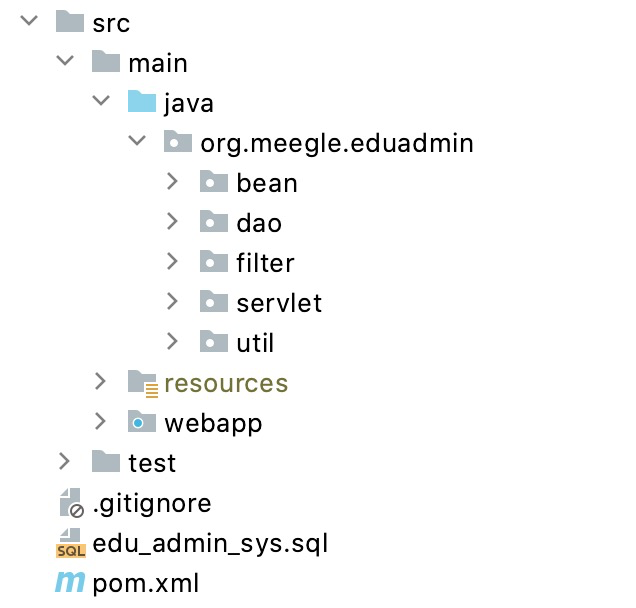 src
main
java
org.meegle.eduadmin
bean
dao
filter
servlet
util
resources
webapp
test
.gitignore
SQL edu_admin_sys.sql
m pom.xml